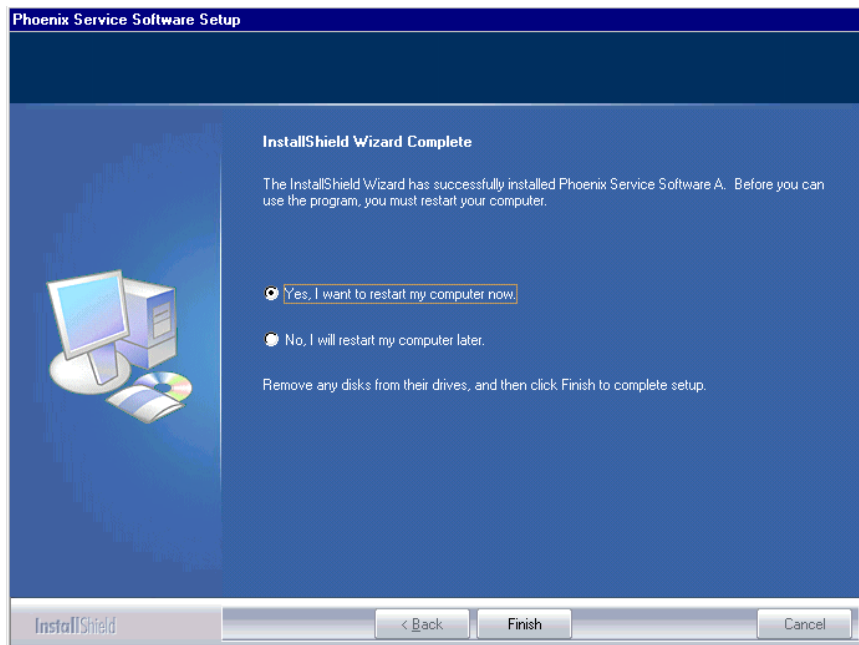 Phoenix Service Software Setup
InstallShield Wizard Complete
The InstallShield Wizard has successfully installed Phoenix Service Software A.  Before you can
use the program, you must restart your computer.
Yes, I want to restart my computer now.
No, I will restart my computer later.
Remove any disks from their drives, and then click Finish to complete setup.
InstallShield
< Back
Finish
Cancel